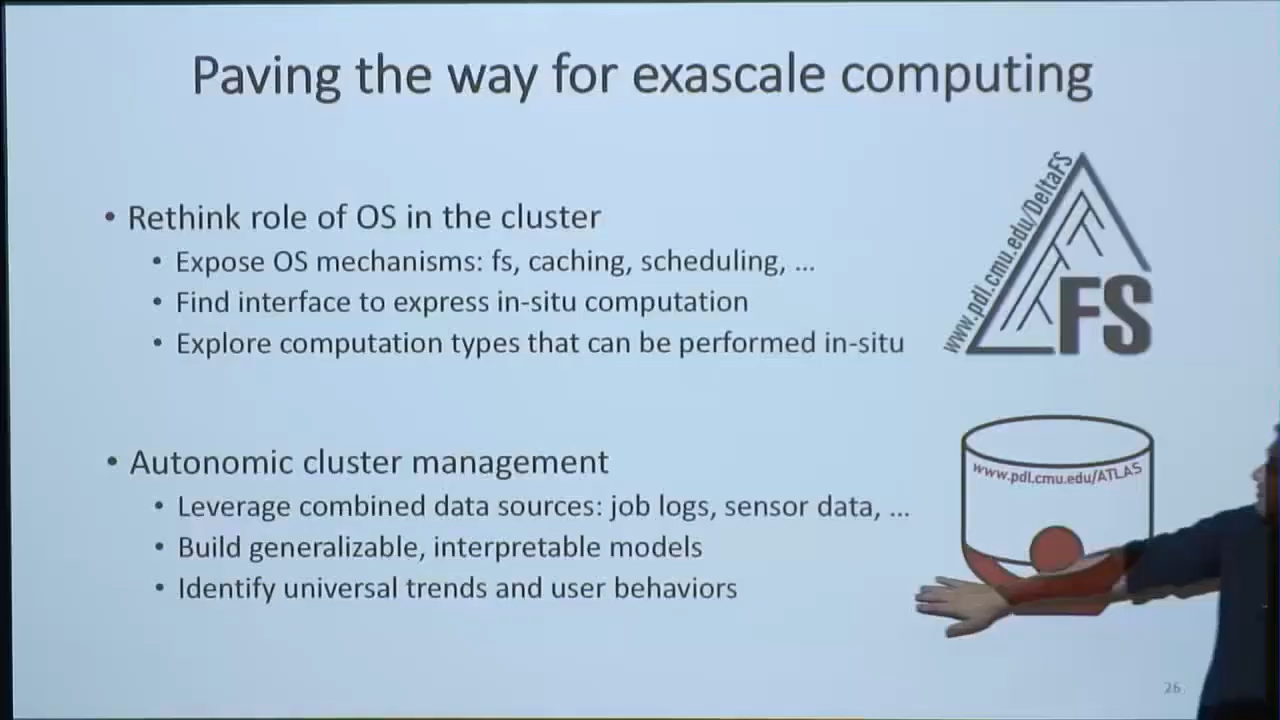 Paving the way for exascale computing
• Rethink role of OS in the cluster
• Expose OS mechanisms: fs, caching, scheduling, ...
• Find interface to express in-situ computation
• Explore computation types that can be performed in-situ
www.pdl.cmu.edu/DeltaFS
FS
• Autonomic cluster management
• Leverage combined data sources: job logs, sensor data, ...
• Build generalizable, interpretable models
• Identify universal trends and user behaviors
www.pdl.cmu.edu/ATLAS
26